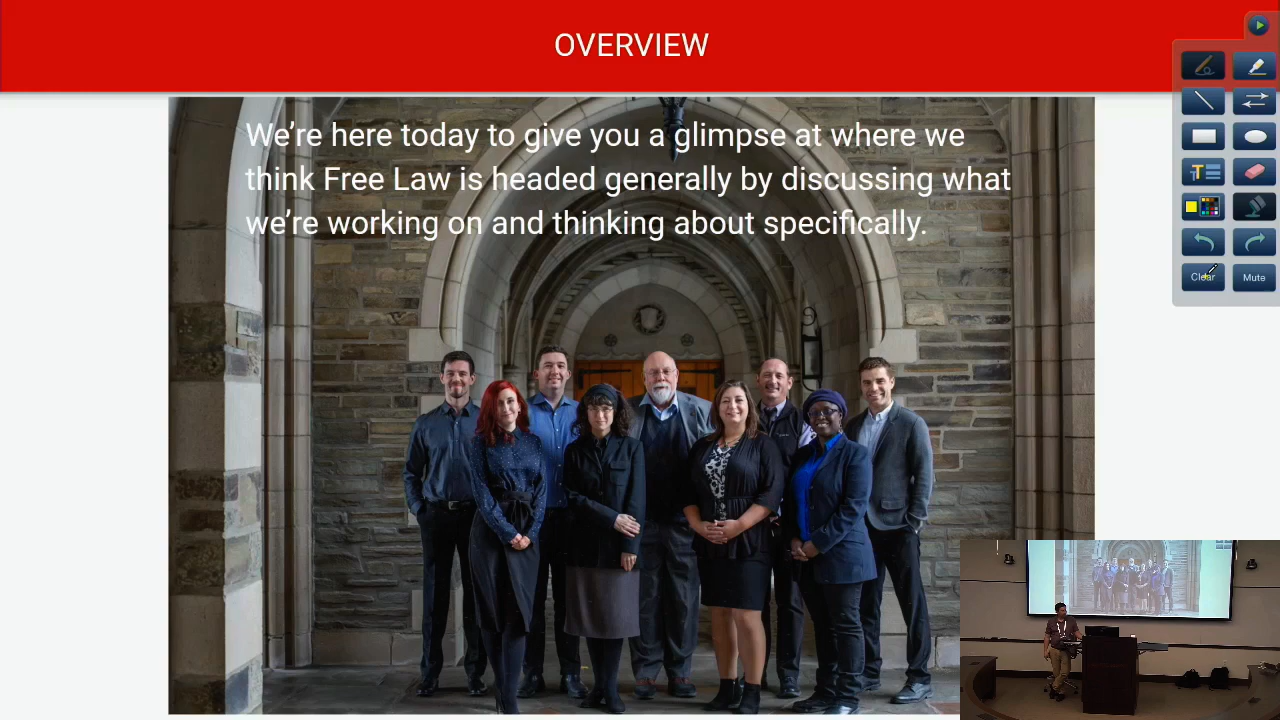 OVERVIEW
We’re here today to give you a glimpse at where we
think Free Law is headed generally by discussing what
we’re working on and thinking about specifically.
Clear
Mute